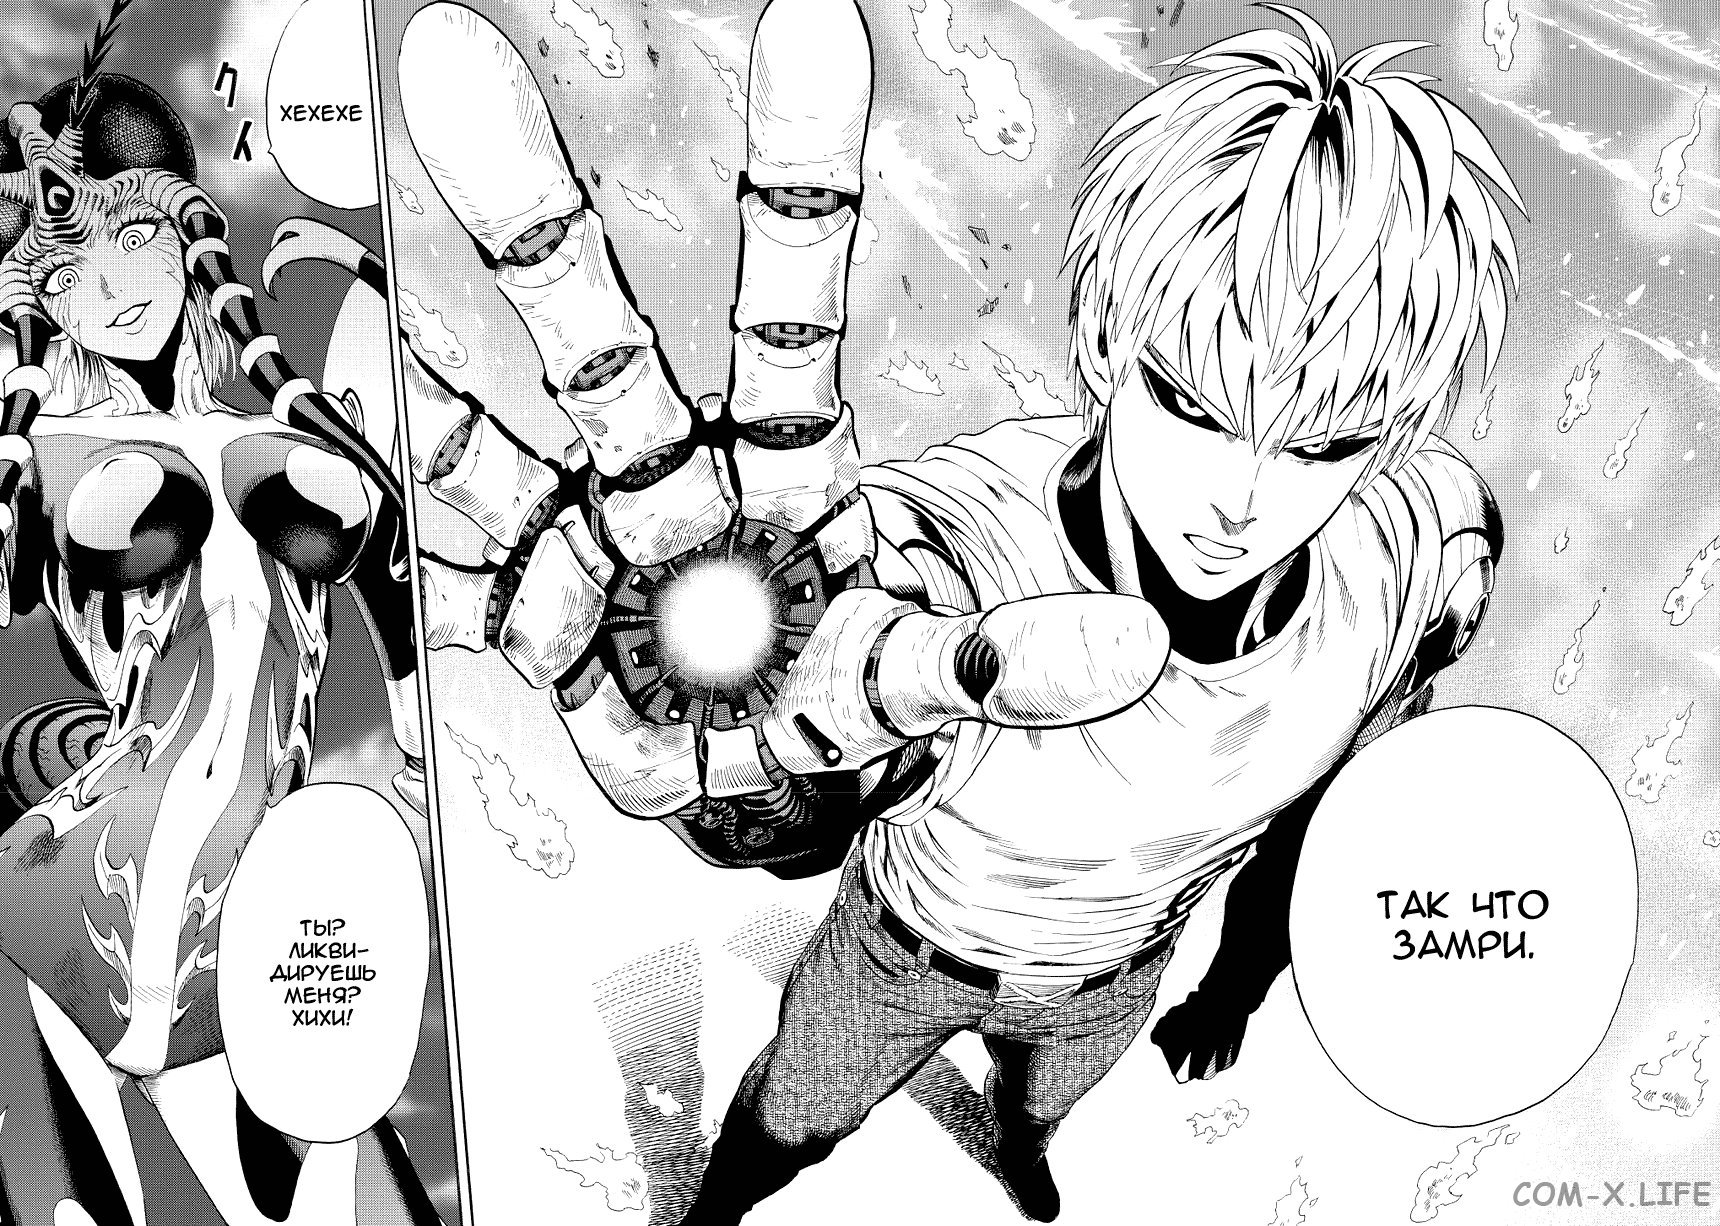 ТАК ЧТО
ЗАМРИ.
ХЕХЕХЕ
クイ
ТЫ?
ЛИКВИ-
ДИРУЕШЬ
МЕНЯ?
ХИХИ!
COM-X.LIFE